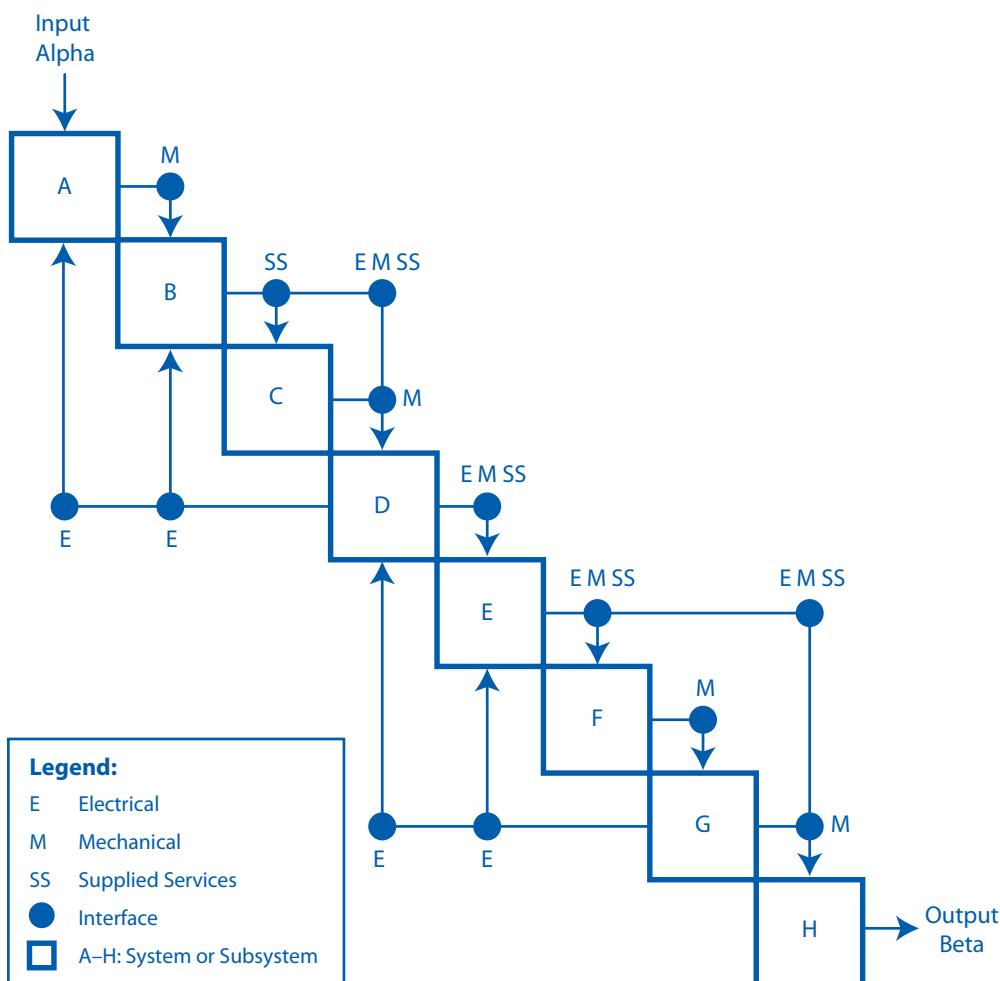 Input
Alpha
A
M
B
SS
E M SS
C
M
D
E M SS
E
E
E
E M SS
E M SS
F
M
G
M
E
E
H
Output
Beta
Legend:
E Electrical
M Mechanical
SS Supplied Services
Interface
A–H: System or Subsystem